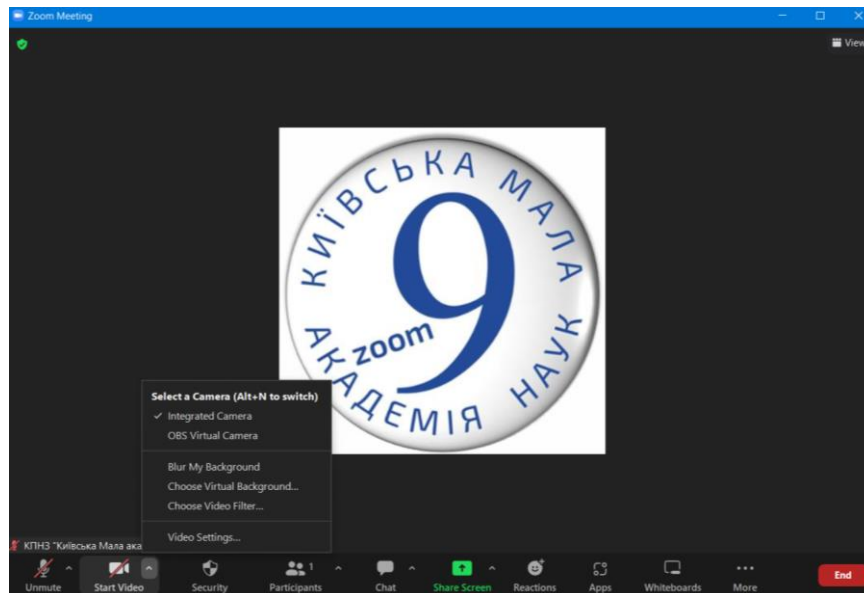 Zoom Meeting
View
КИЇВСЬКА МАЛА
АКАДЕМІЯ НАУК
9
zoom
Select a Camera (Alt+N to switch)
Integrated Camera
OBS Virtual Camera
Blur My Background
Choose Virtual Background...
Choose Video Filter...
Video Settings...
КПНЗ "Київська Мала ака
1
Unmute
Start Video
Security
Participants
Chat
Share Screen
Reactions
Apps
Whiteboards
More
End